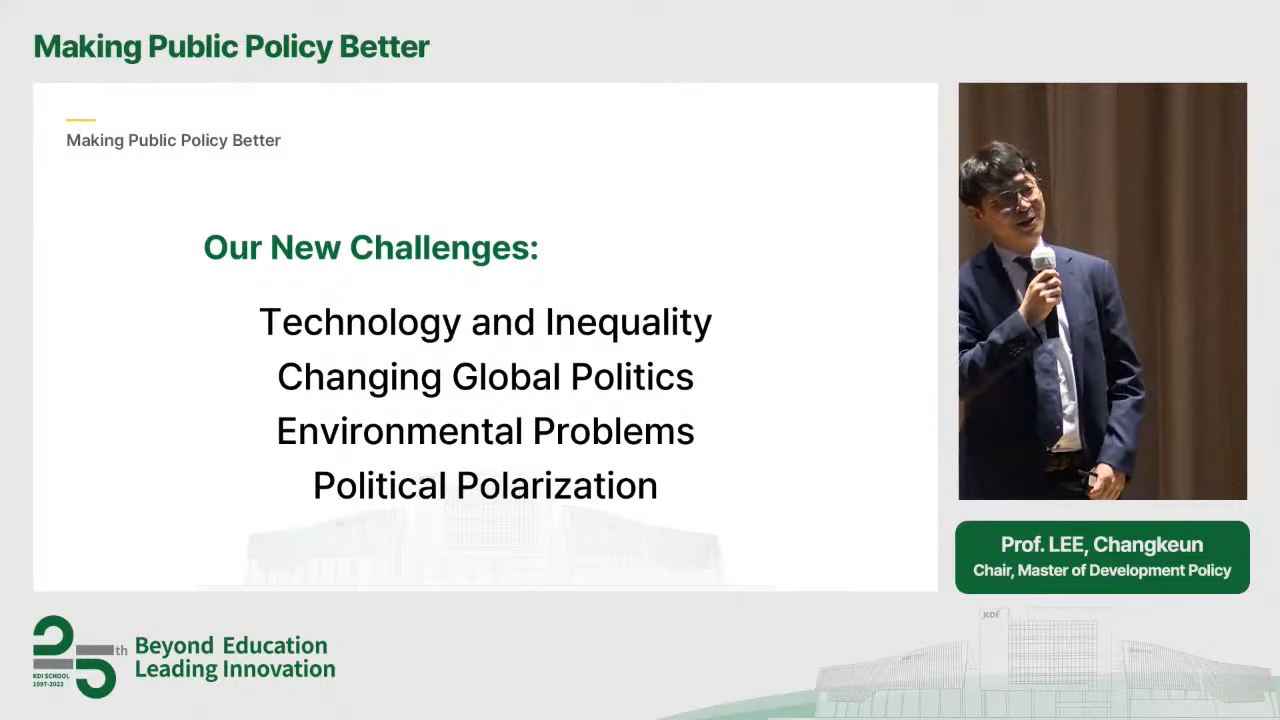 Making Public Policy Better
Making Public Policy Better
Our New Challenges:
Technology and Inequality
Changing Global Politics
Environmental Problems
Political Polarization
Prof. LEE, Changkeun
Chair, Master of Development Policy
25th
KDI SCHOOL
1997-2022
Beyond Education
Leading Innovation
KDI